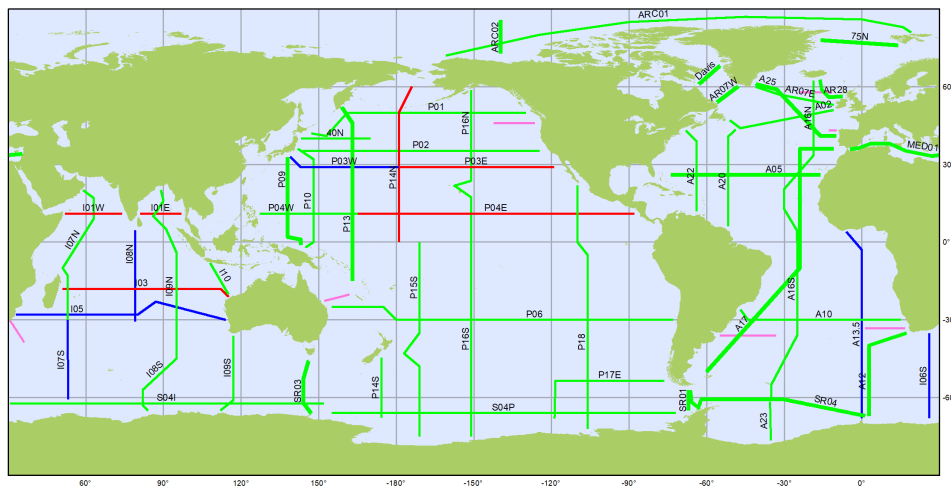 ARC01
ARC02
75N
Davis
AR07W
A25
AR07E
AR28
A02
A16N
60
P01
P16N
40N
P02
MED01
P03W
P03E
30
P09
P10
P14N
A22
A20
A05
I01W
I01E
P04W
P04E
P13
I07N
I08N
I09N
I10
0°
I03
P15S
A16S
I05
P06
A17
A10
-30
P16S
P18
A13.5
I07S
I08S
I09S
SR03
P14S
P17E
SR01
A12
I06S
S04I
S04P
SR04
-60
A23
60°
90°
120°
150°
-180°
-150°
-120°
-90°
-60°
-30°
0°
30°